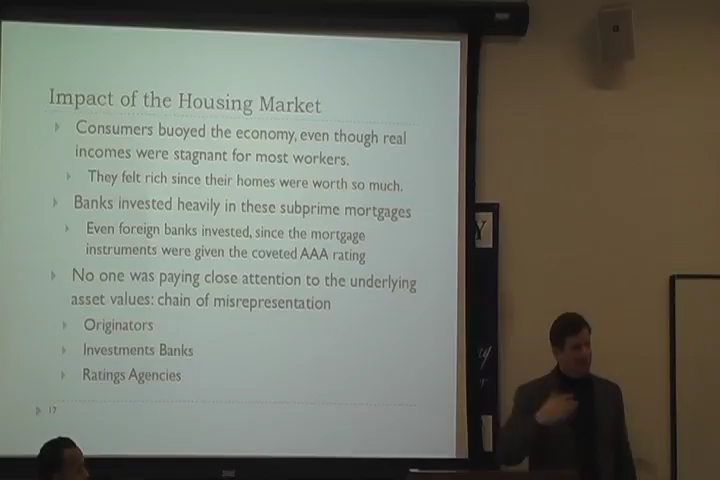 Impact of the Housing Market
Consumers buoyed the economy, even though real
incomes were stagnant for most workers.
They felt rich since their homes were worth so much.
Banks invested heavily in these subprime mortgages
Even foreign banks invested, since the mortgage
instruments were given the coveted AAA rating
No one was paying close attention to the underlying
asset values: chain of misrepresentation
Originators
Investments Banks
Ratings Agencies
17
Y